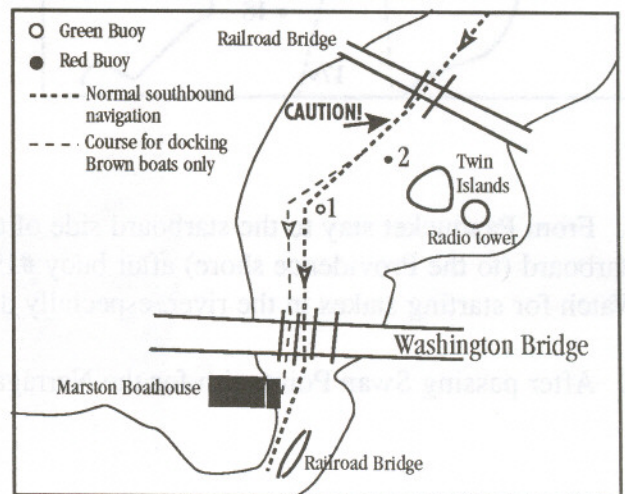 Green Buoy
Red Buoy
Normal southbound
navigation
Course for docking
Brown boats only
Railroad Bridge
CAUTION!
2
Twin
Islands
Radio tower
1
Washington Bridge
Marston Boathouse
Railroad Bridge